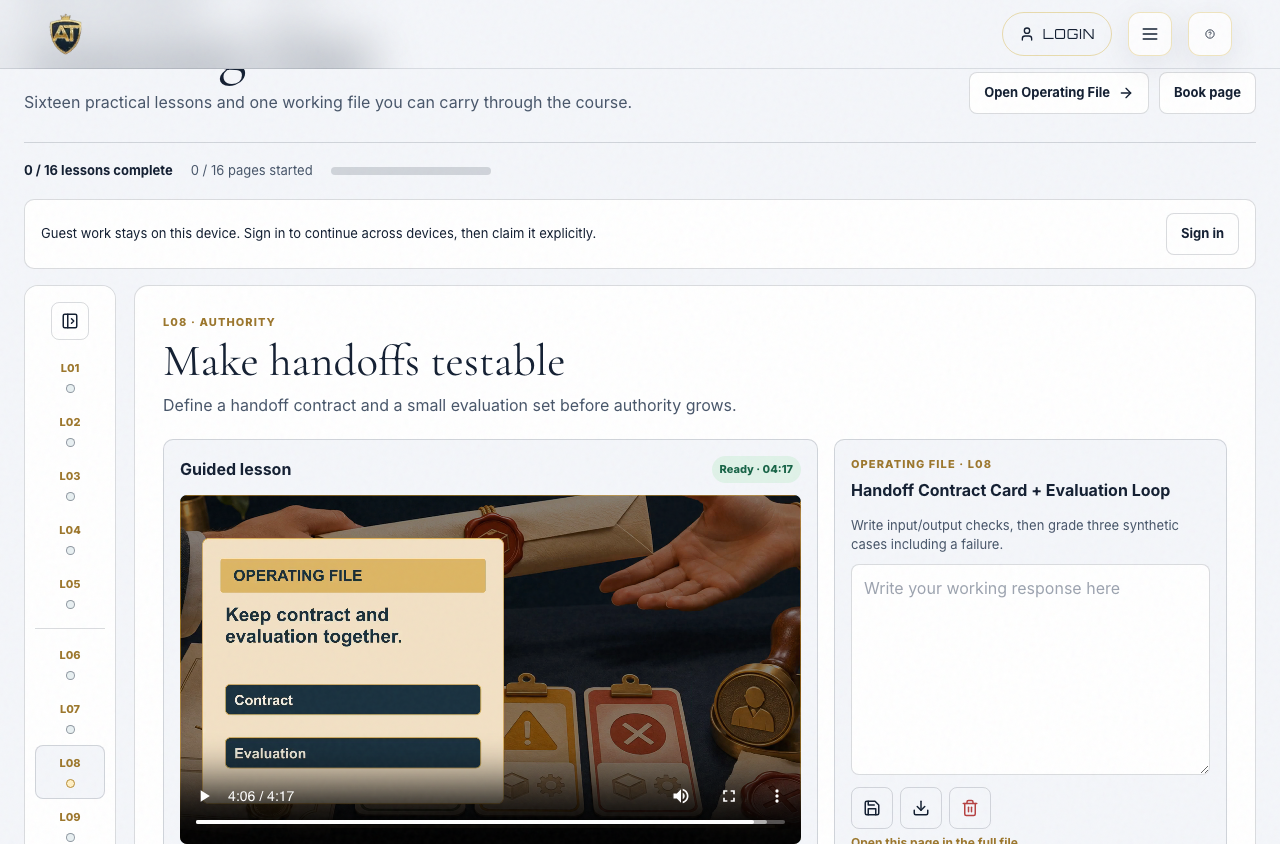 AT
LOGIN
Sixteen practical lessons and one working file you can carry through the course.
Open Operating File
Book page
0 / 16 lessons complete
0 / 16 pages started
Guest work stays on this device. Sign in to continue across devices, then claim it explicitly.
Sign in
L01
L02
L03
L04
L05
L06
L07
L08
L09
L08 · AUTHORITY
Make handoffs testable
Define a handoff contract and a small evaluation set before authority grows.
Guided lesson
Ready · 04:17
OPERATING FILE
Keep contract and
evaluation together.
Contract
Evaluation
4:06 / 4:17
OPERATING FILE · L08
Handoff Contract Card + Evaluation Loop
Write input/output checks, then grade three synthetic
cases including a failure.
Write your working response here
Open this page in the full file